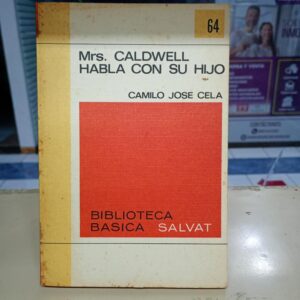 64
Mrs. CALDWELL
HABLA CON SU HIJO
CAMILO JOSE CELA
BIBLIOTECA
BASICA SALVAT